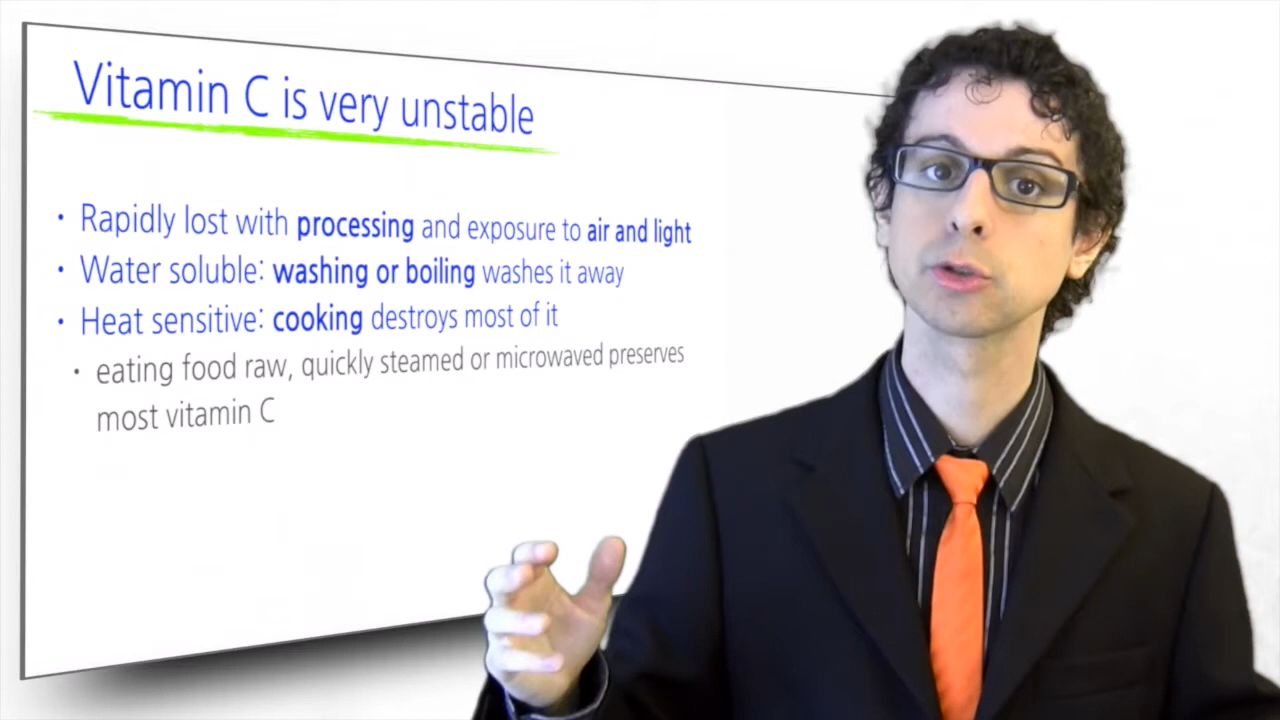 Vitamin C is very unstable
• Rapidly lost with processing and exposure to air and light
• Water soluble: washing or boiling washes it away
• Heat sensitive: cooking destroys most of it
• eating food raw, quickly steamed or microwaved preserves
most vitamin C